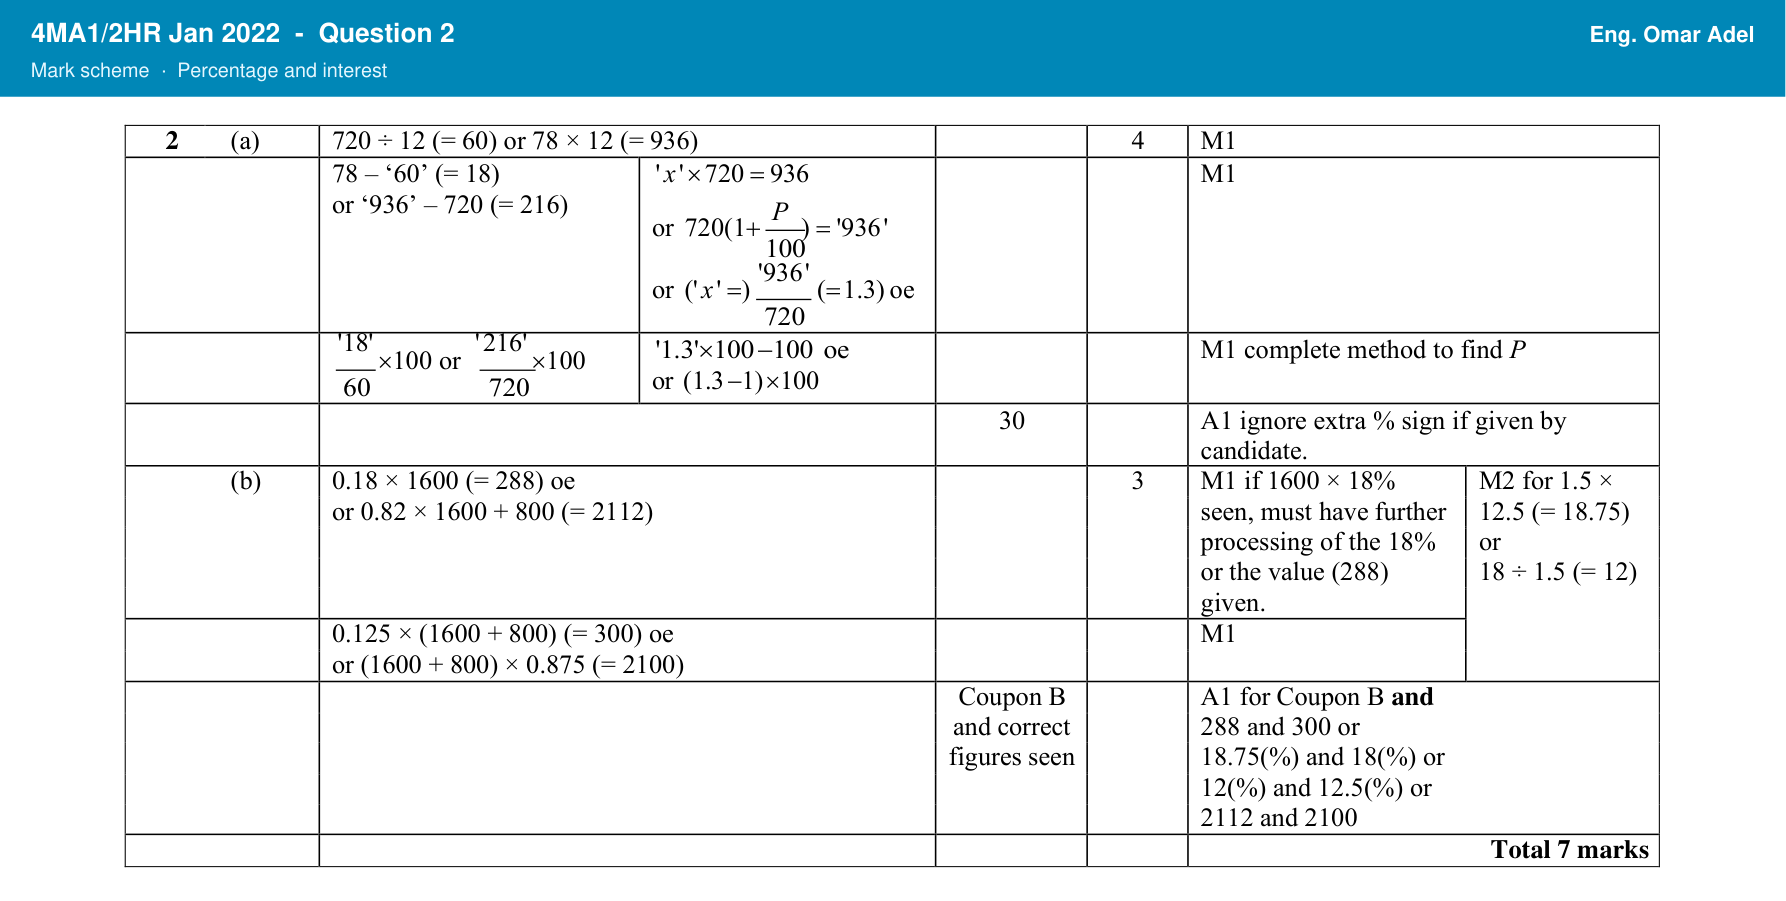 4MA1/2HR Jan 2022 - Question 2
Eng. Omar Adel
Mark scheme · Percentage and interest
2 (a) 720 ÷ 12 (= 60) or 78 × 12 (= 936) 4 M1
78 – ‘60’ (= 18)
or ‘936’ – 720 (= 216)
'x'×720 = 936
or 720(1+P/100) = '936'
or ('x'=) '936'/720 (=1.3) oe
M1
'18'/60 ×100 or '216'/720 ×100
'1.3'×100–100 oe
or (1.3–1)×100
M1 complete method to find P
30
A1 ignore extra % sign if given by
candidate.
(b) 0.18 × 1600 (= 288) oe
or 0.82 × 1600 + 800 (= 2112)
3
M1 if 1600 × 18%
seen, must have further
processing of the 18%
or the value (288)
given.
M2 for 1.5 ×
12.5 (= 18.75)
or
18 ÷ 1.5 (= 12)
0.125 × (1600 + 800) (= 300) oe
or (1600 + 800) × 0.875 (= 2100)
M1
Coupon B
and correct
figures seen
A1 for Coupon B and
288 and 300 or
18.75(%) and 18(%) or
12(%) and 12.5(%) or
2112 and 2100
Total 7 marks